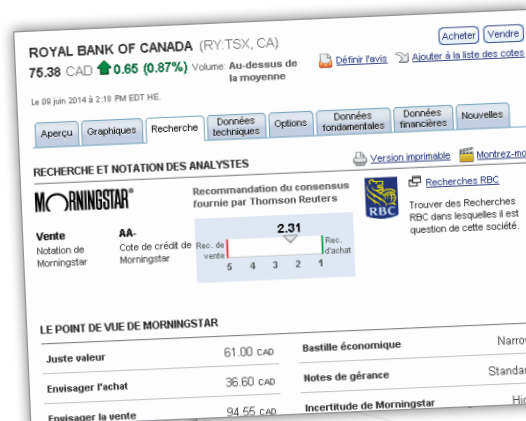 ROYAL BANK OF CANADA (RY:TSX, CA)
Acheter Vendre
75.38 CAD 0.65 (0.87%) Volume: Au-dessus de la moyenne
Définir l'avis Ajouter à la liste des cotes
Le 09 juin 2014 à 2:18 PM EDT HE.
Aperçu Graphiques Recherche Données techniques Options Données fondamentales Données financières Nouvelles
RECHERCHE ET NOTATION DES ANALYSTES
Version imprimable Montrez-mo
MORNINGSTAR®
Vente
Notation de
Morningstar
AA-
Cote de crédit de
Morningstar
Recommandation du consensus
fournie par Thomson Reuters
2.31
Rec. de
vente
Rec.
d'achat
5 4 3 2 1
RBC
Recherches RBC
Trouver des Recherches
RBC dans lesquelles il est
question de cette société.
LE POINT DE VUE DE MORNINGSTAR
Juste valeur 61.00 CAD
Bastille économique Narro
Envisager l'achat 36.60 CAD
Notes de gérance Standar
Envisager la vente 94.55 CAD
Incertitude de Morningstar Hi